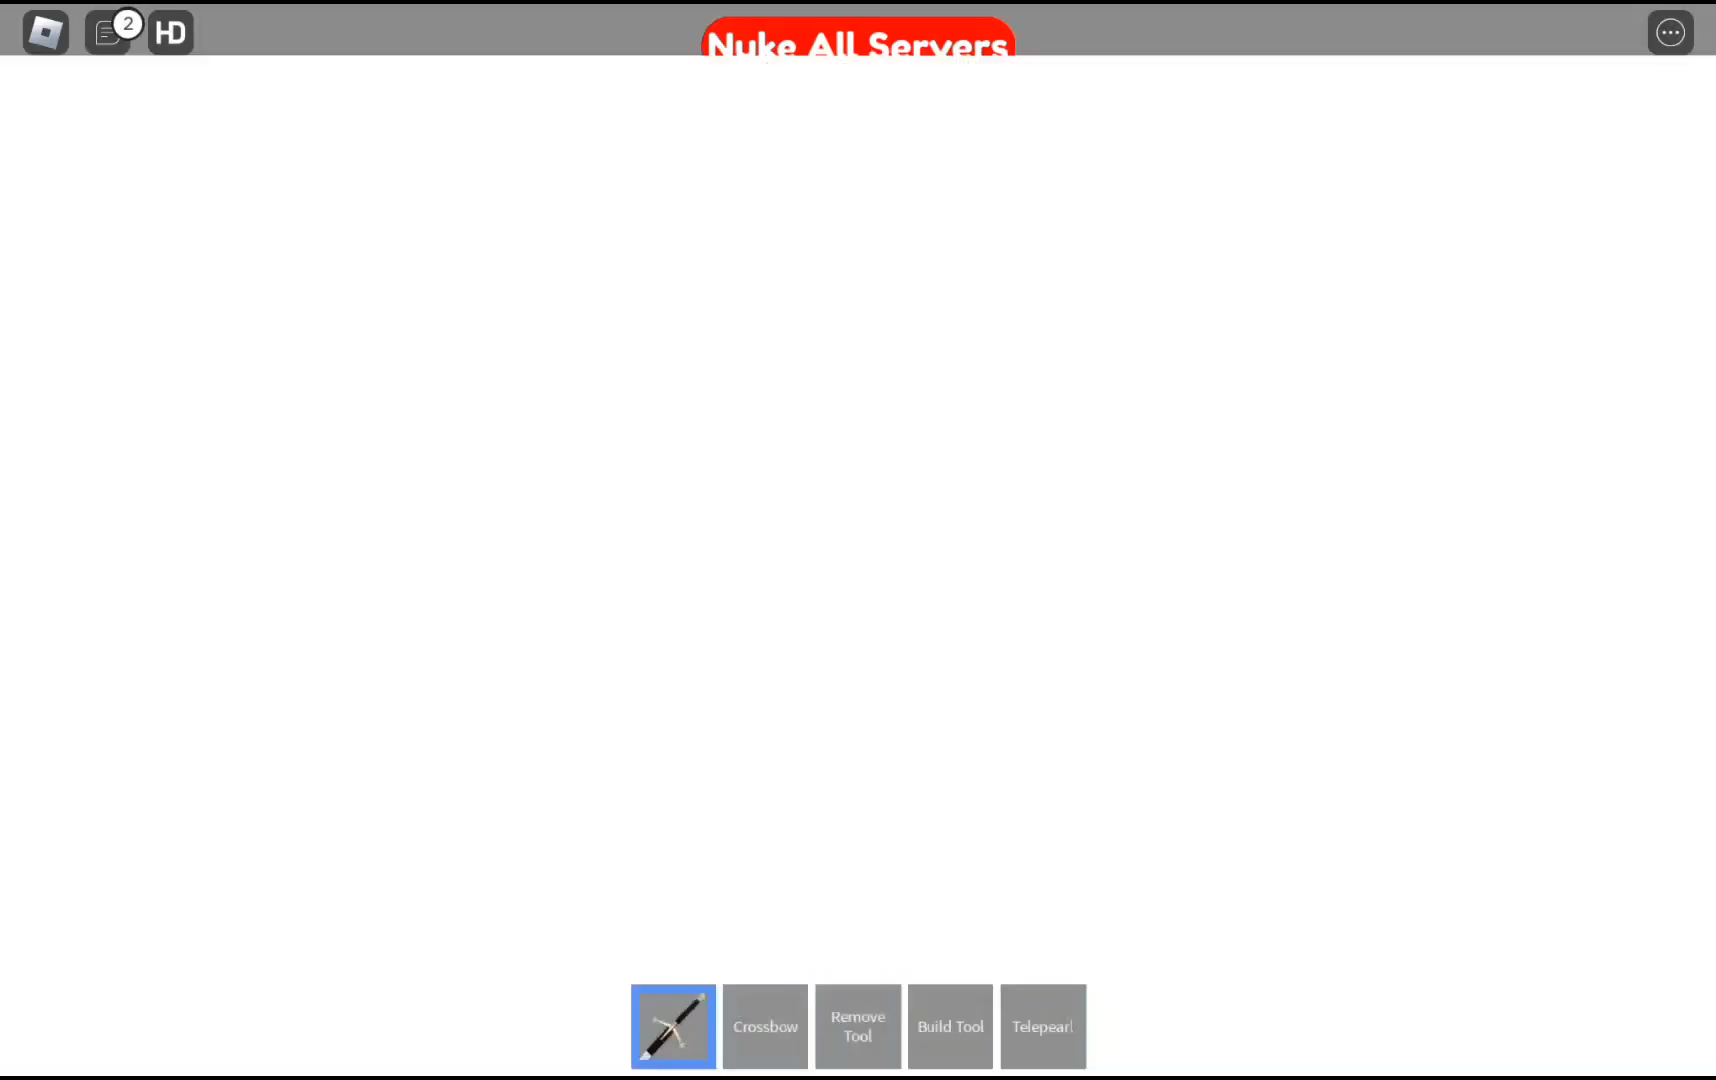 2
HD
Nuke All Servers
Crossbow
Remove
Tool
Build Tool
Telepearl